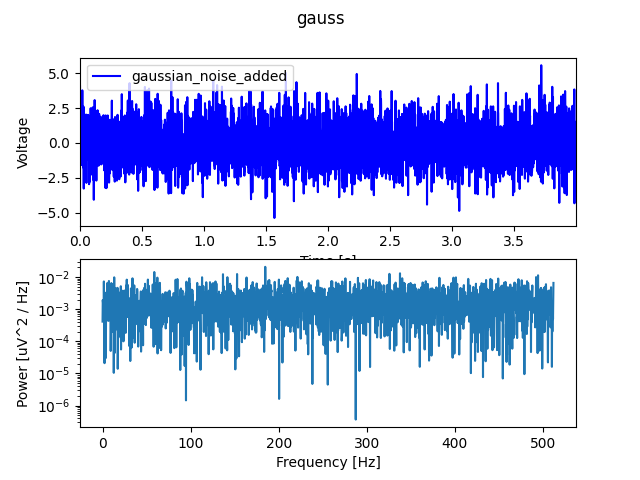 gauss
gaussian_noise_added
Voltage
5.0
2.5
0.0
−2.5
−5.0
0.0 0.5 1.0 1.5 2.0 2.5 3.0 3.5
Time [s]
Power [uV^2 / Hz]
10^−2
10^−3
10^−4
10^−5
10^−6
0 100 200 300 400 500
Frequency [Hz]